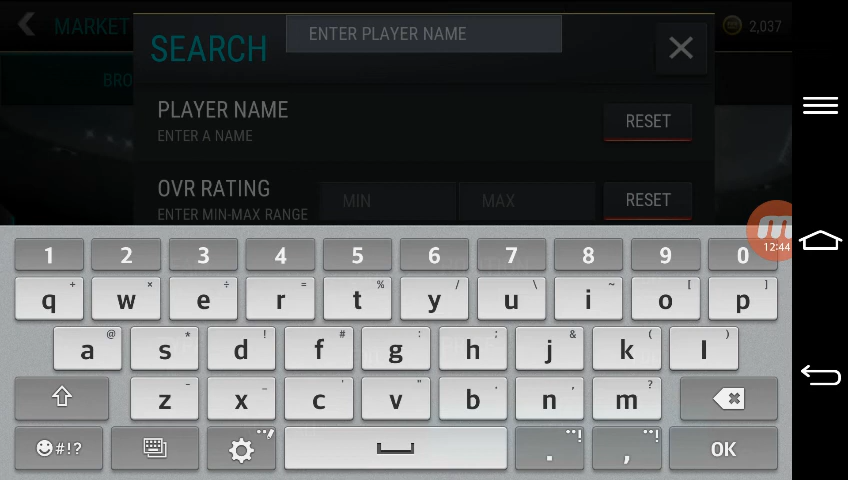 MARKET
SEARCH
ENTER PLAYER NAME
2,037
BRO
PLAYER NAME
ENTER A NAME
RESET
OVR RATING
ENTER MIN-MAX RANGE
MIN
MAX
RESET
12:44
1 2 3 4 5 6 7 8 9 0
q + w × e ÷ r = t % y / u \ i ~ o [ p ]
a @ s * d ! f # g : h ; j & k ( l )
z - x _ c ' v " b , n , m ?
#!? . , OK